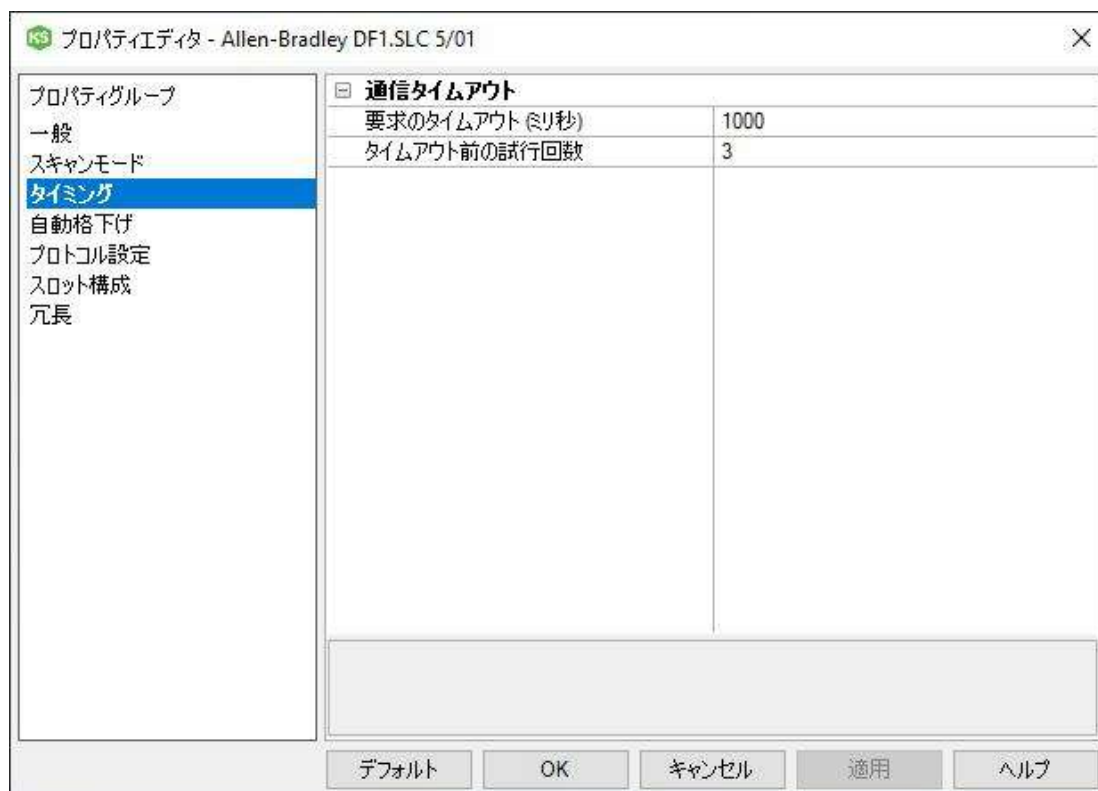 KS プロパティエディタ - Allen-Bradley DF1.SLC 5/01
プロパティグループ
一般
スキャンモード
タイミング
自動格下げ
プロトコル設定
スロット構成
冗長
通信タイムアウト
要求のタイムアウト (ミリ秒) 1000
タイムアウト前の試行回数 3
デフォルト OK キャンセル 適用 ヘルプ